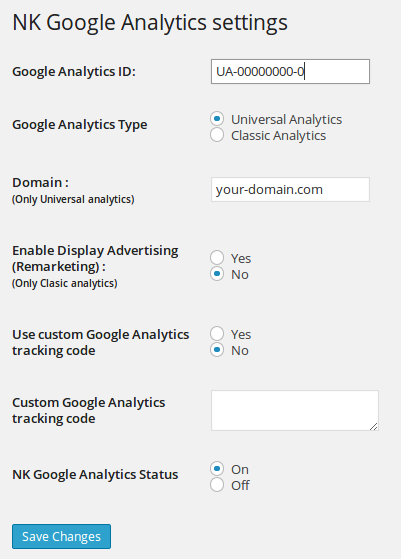 NK Google Analytics settings
Google Analytics ID:
UA-00000000-0
Google Analytics Type
Universal Analytics
Classic Analytics
Domain :
(Only Universal analytics)
your-domain.com
Enable Display Advertising
(Remarketing) :
(Only Clasic analytics)
Yes
No
Use custom Google Analytics
tracking code
Yes
No
Custom Google Analytics
tracking code
NK Google Analytics Status
On
Off
Save Changes